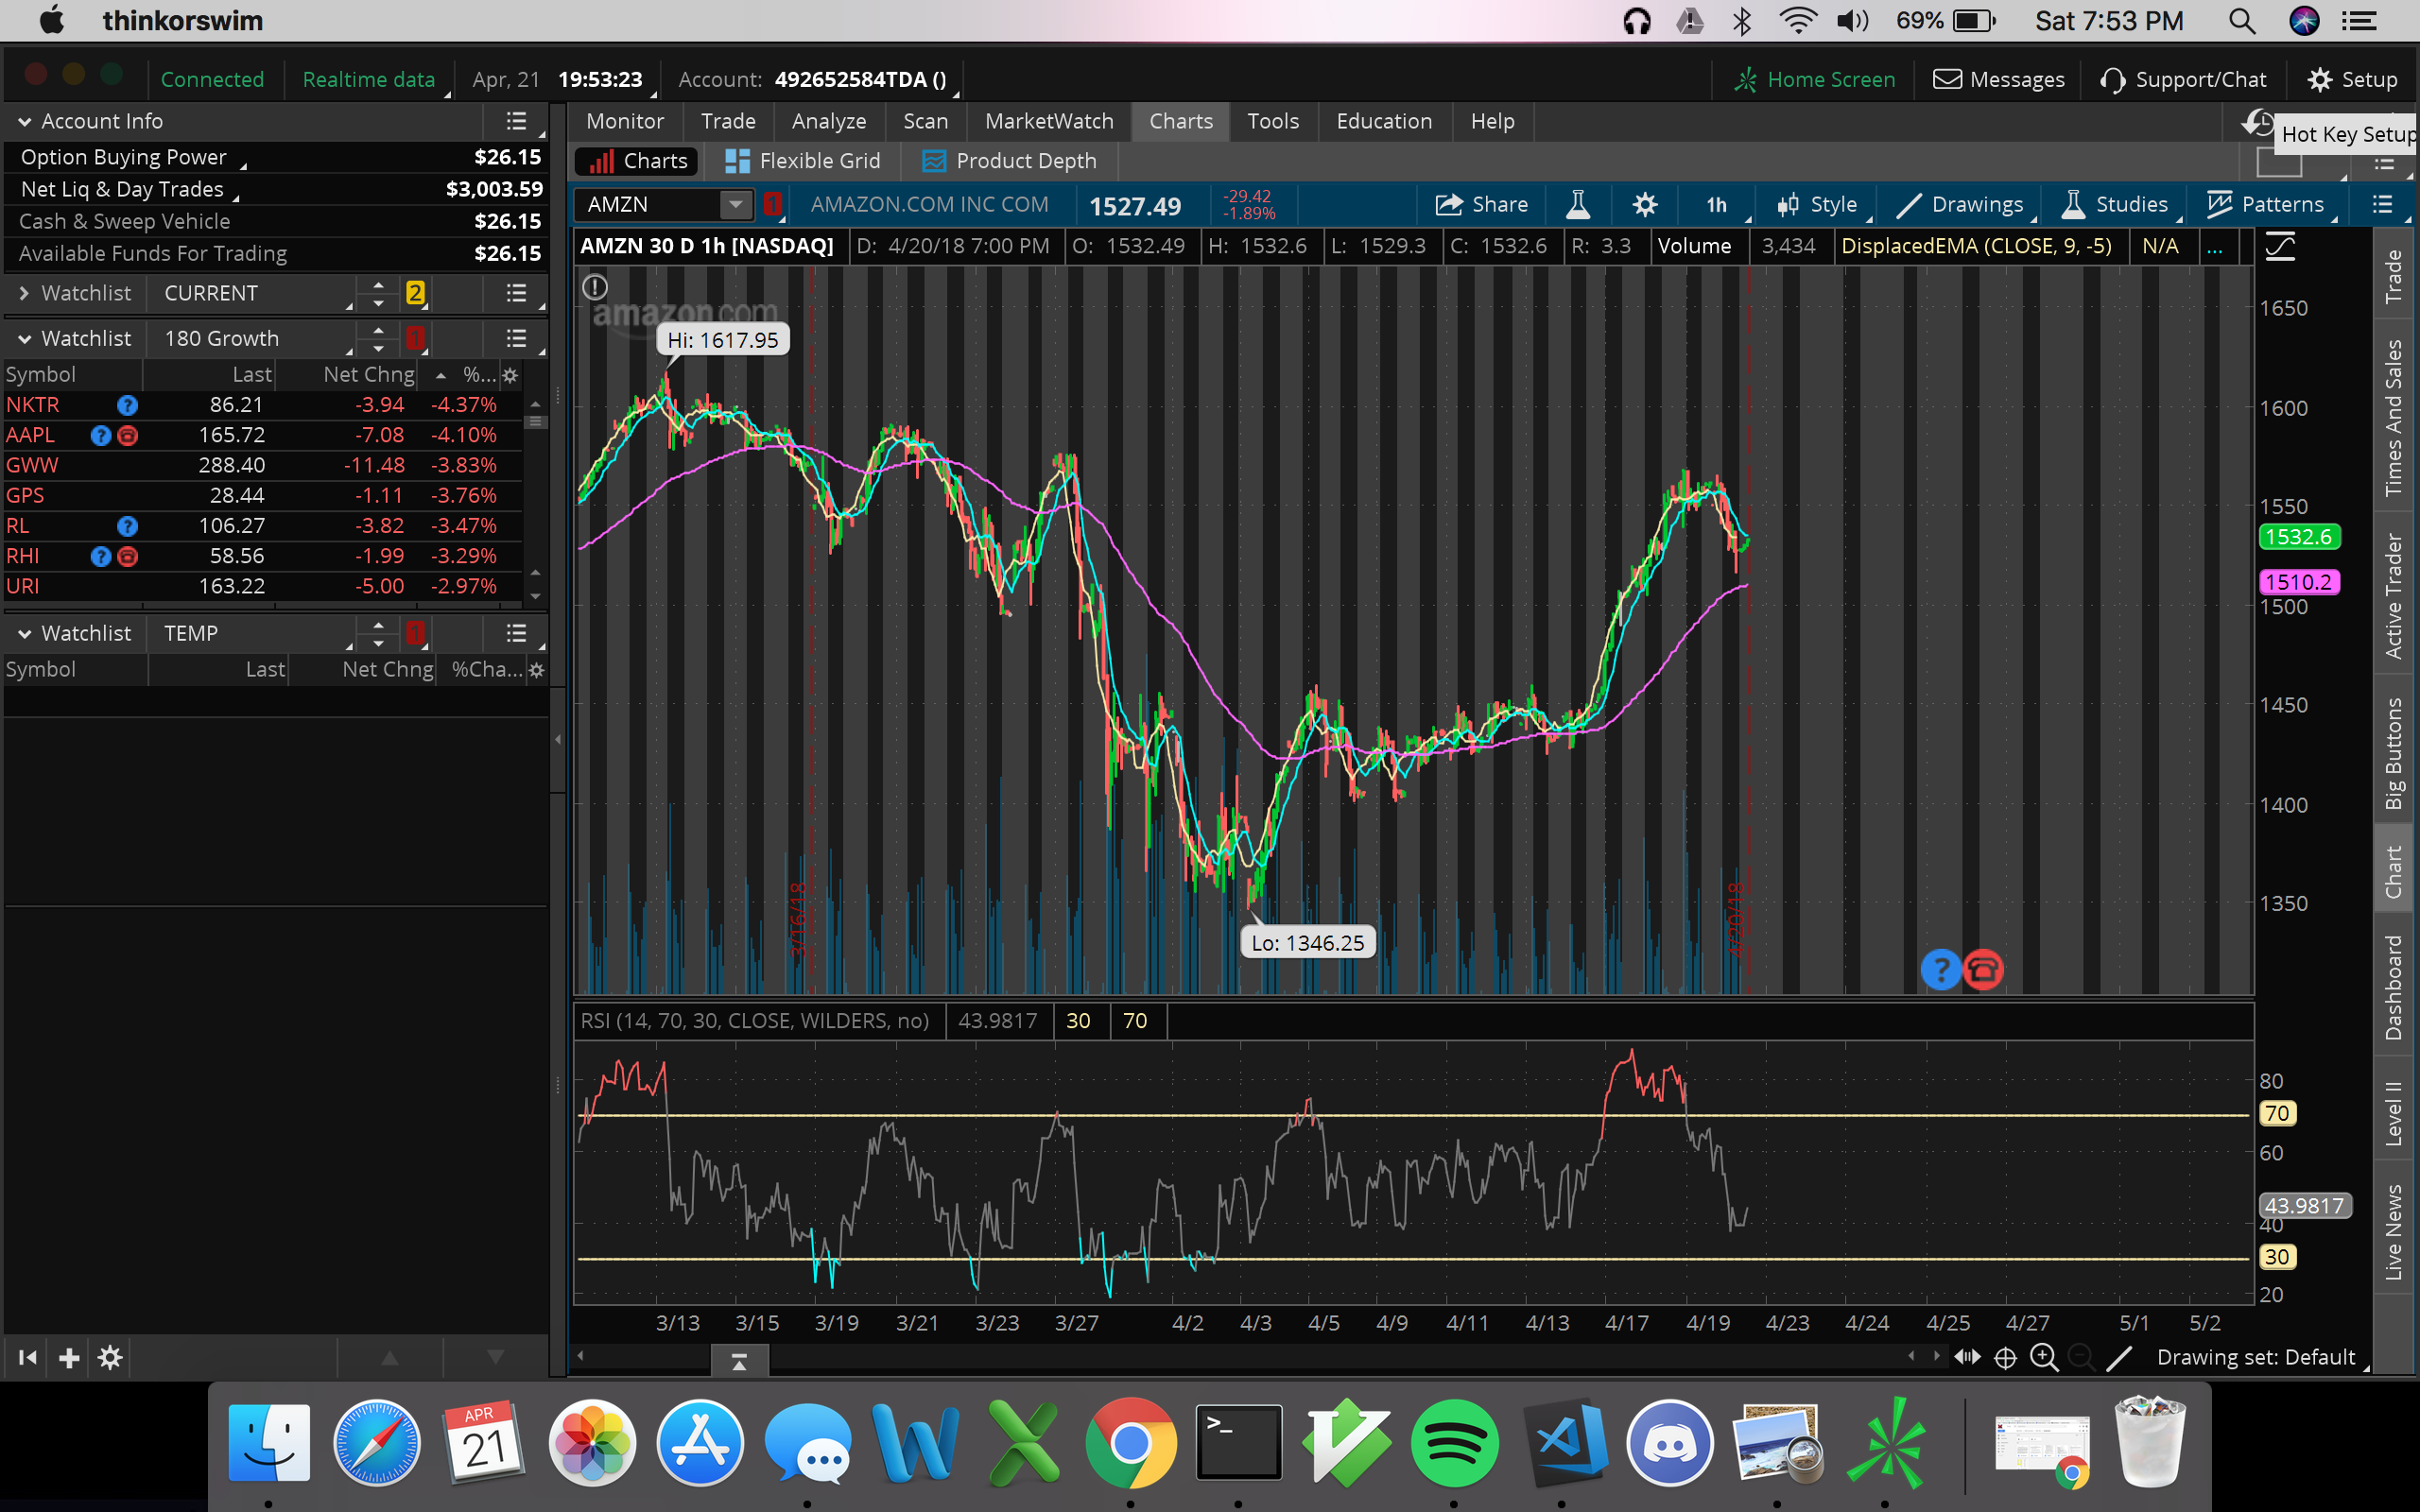 thinkorswim 69% Sat 7:53 PM
Connected Realtime data Apr, 21 19:53:23 Account: 492652584TDA () Home Screen Messages Support/Chat Setup
Account Info
Option Buying Power $26.15
Net Liq & Day Trades $3,003.59
Cash & Sweep Vehicle $26.15
Available Funds For Trading $26.15
Watchlist CURRENT 2
Watchlist 180 Growth 1
Symbol Last Net Chng %...
NKTR ? 86.21 -3.94 -4.37%
AAPL ? 165.72 -7.08 -4.10%
GWW 288.40 -11.48 -3.83%
GPS 28.44 -1.11 -3.76%
RL ? 106.27 -3.82 -3.47%
RHI ? 58.56 -1.99 -3.29%
URI 163.22 -5.00 -2.97%
Watchlist TEMP 1
Symbol Last Net Chng %Cha...
Monitor Trade Analyze Scan MarketWatch Charts Tools Education Help
Hot Key Setup
Charts Flexible Grid Product Depth
AMZN 1 AMAZON.COM INC COM 1527.49 -29.42 -1.89% Share 1h Style Drawings Studies Patterns
AMZN 30 D 1h [NASDAQ] D: 4/20/18 7:00 PM O: 1532.49 H: 1532.6 L: 1529.3 C: 1532.6 R: 3.3 Volume 3,434 DisplacedEMA (CLOSE, 9, -5) N/A ...
amazon.com
Hi: 1617.95
Lo: 1346.25
3/16/18
4/20/18
?
1650
1600
1550
1532.6
1510.2
1500
1450
1400
1350
RSI (14, 70, 30, CLOSE, WILDERS, no) 43.9817 30 70
80
70
60
43.9817
40
30
20
3/13 3/15 3/19 3/21 3/23 3/27 4/2 4/3 4/5 4/9 4/11 4/13 4/17 4/19 4/23 4/24 4/25 4/27 5/1 5/2
Drawing set: Default
Trade
Times And Sales
Active Trader
Big Buttons
Chart
Dashboard
Level II
Live News
APR
21